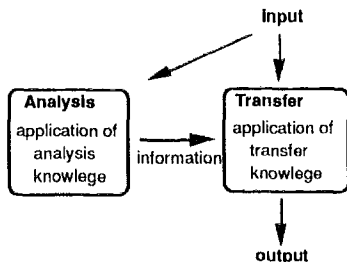 input
Analysis
application of
analysis
knowlege
information
Transfer
application of
transfer
knowlege
output